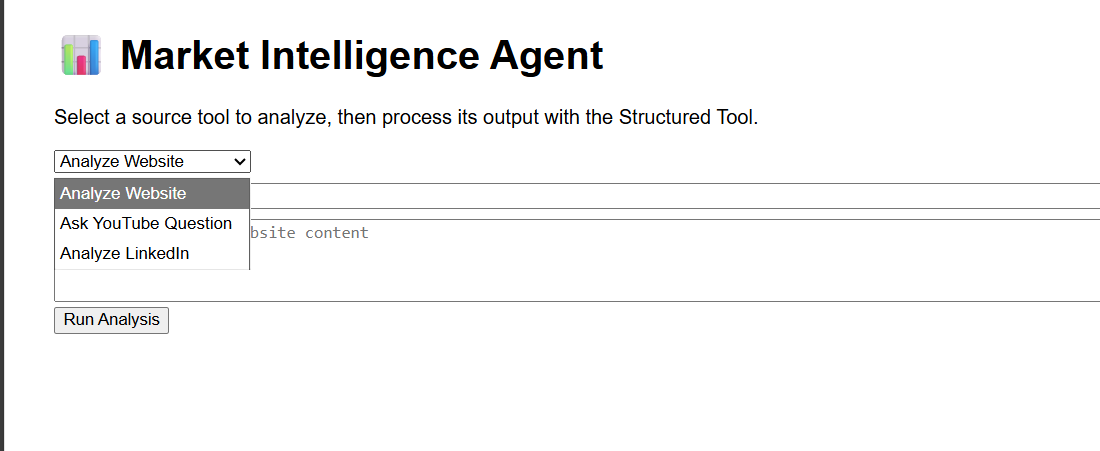 Market Intelligence Agent
Select a source tool to analyze, then process its output with the Structured Tool.
Analyze Website
Analyze Website
Ask YouTube Question
bsite content
Analyze LinkedIn
Run Analysis